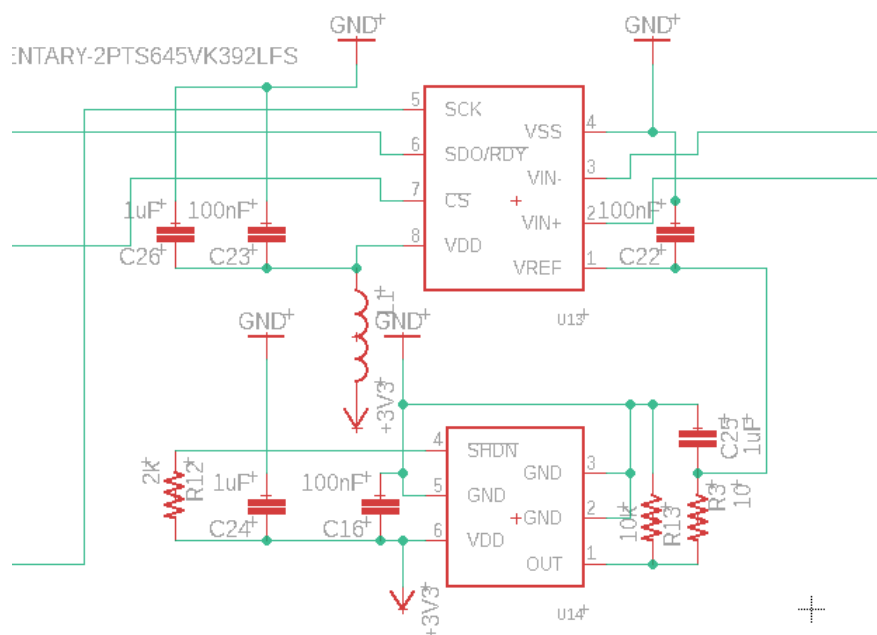 GND
GND
ENTARY-2PTS645VK392LFS
5
SCK
VSS
4
6
SDO/RDY
VIN-
3
7
CS
VIN+
2
8
VDD
VREF
1
1uF
100nF
100nF
C26
C23
C22
U13
L1
GND
GND
+3V3
4
SHDN
C25
1uF
2k
R12
1uF
100nF
5
GND
GND
3
GND
2
C24
C16
6
VDD
OUT
1
10k
R13
R3
10
+3V3
U14